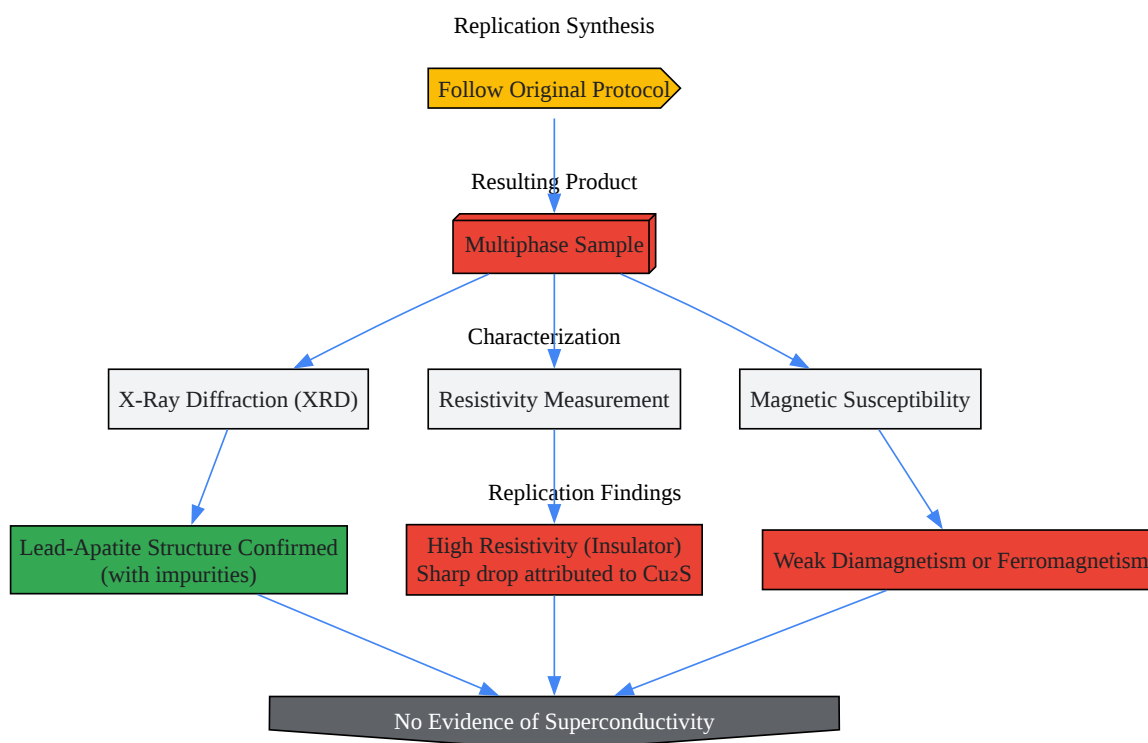 Replication Synthesis
Follow Original Protocol
Resulting Product
Multiphase Sample
Characterization
X-Ray Diffraction (XRD)
Resistivity Measurement
Magnetic Susceptibility
Replication Findings
Lead-Apatite Structure Confirmed
(with impurities)
High Resistivity (Insulator)
Sharp drop attributed to Cu₂S
Weak Diamagnetism or Ferromagnetism
No Evidence of Superconductivity